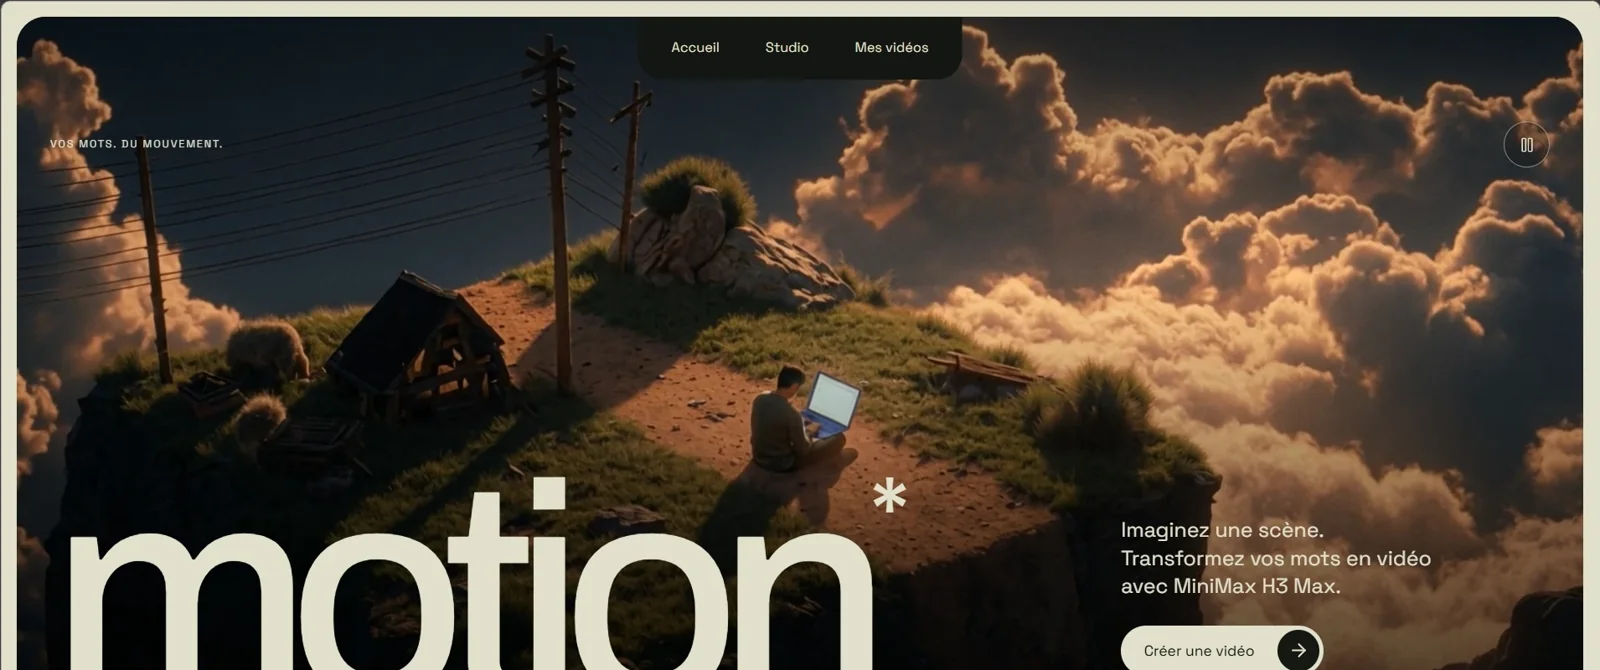 Accueil Studio Mes vidéos
VOS MOTS. DU MOUVEMENT.
motion*
Imaginez une scène.
Transformez vos mots en vidéo
avec MiniMax H3 Max.
Créer une vidéo